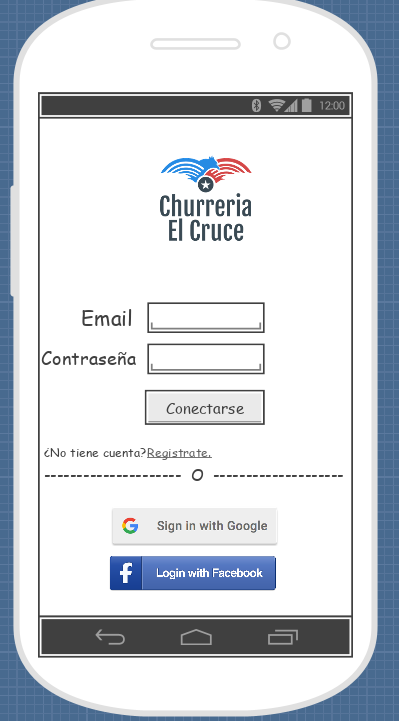 12:00
Churreria
El Cruce
Email
Contraseña
Conectarse
¿No tiene cuenta?Registrate.
O
Sign in with Google
f Login with Facebook